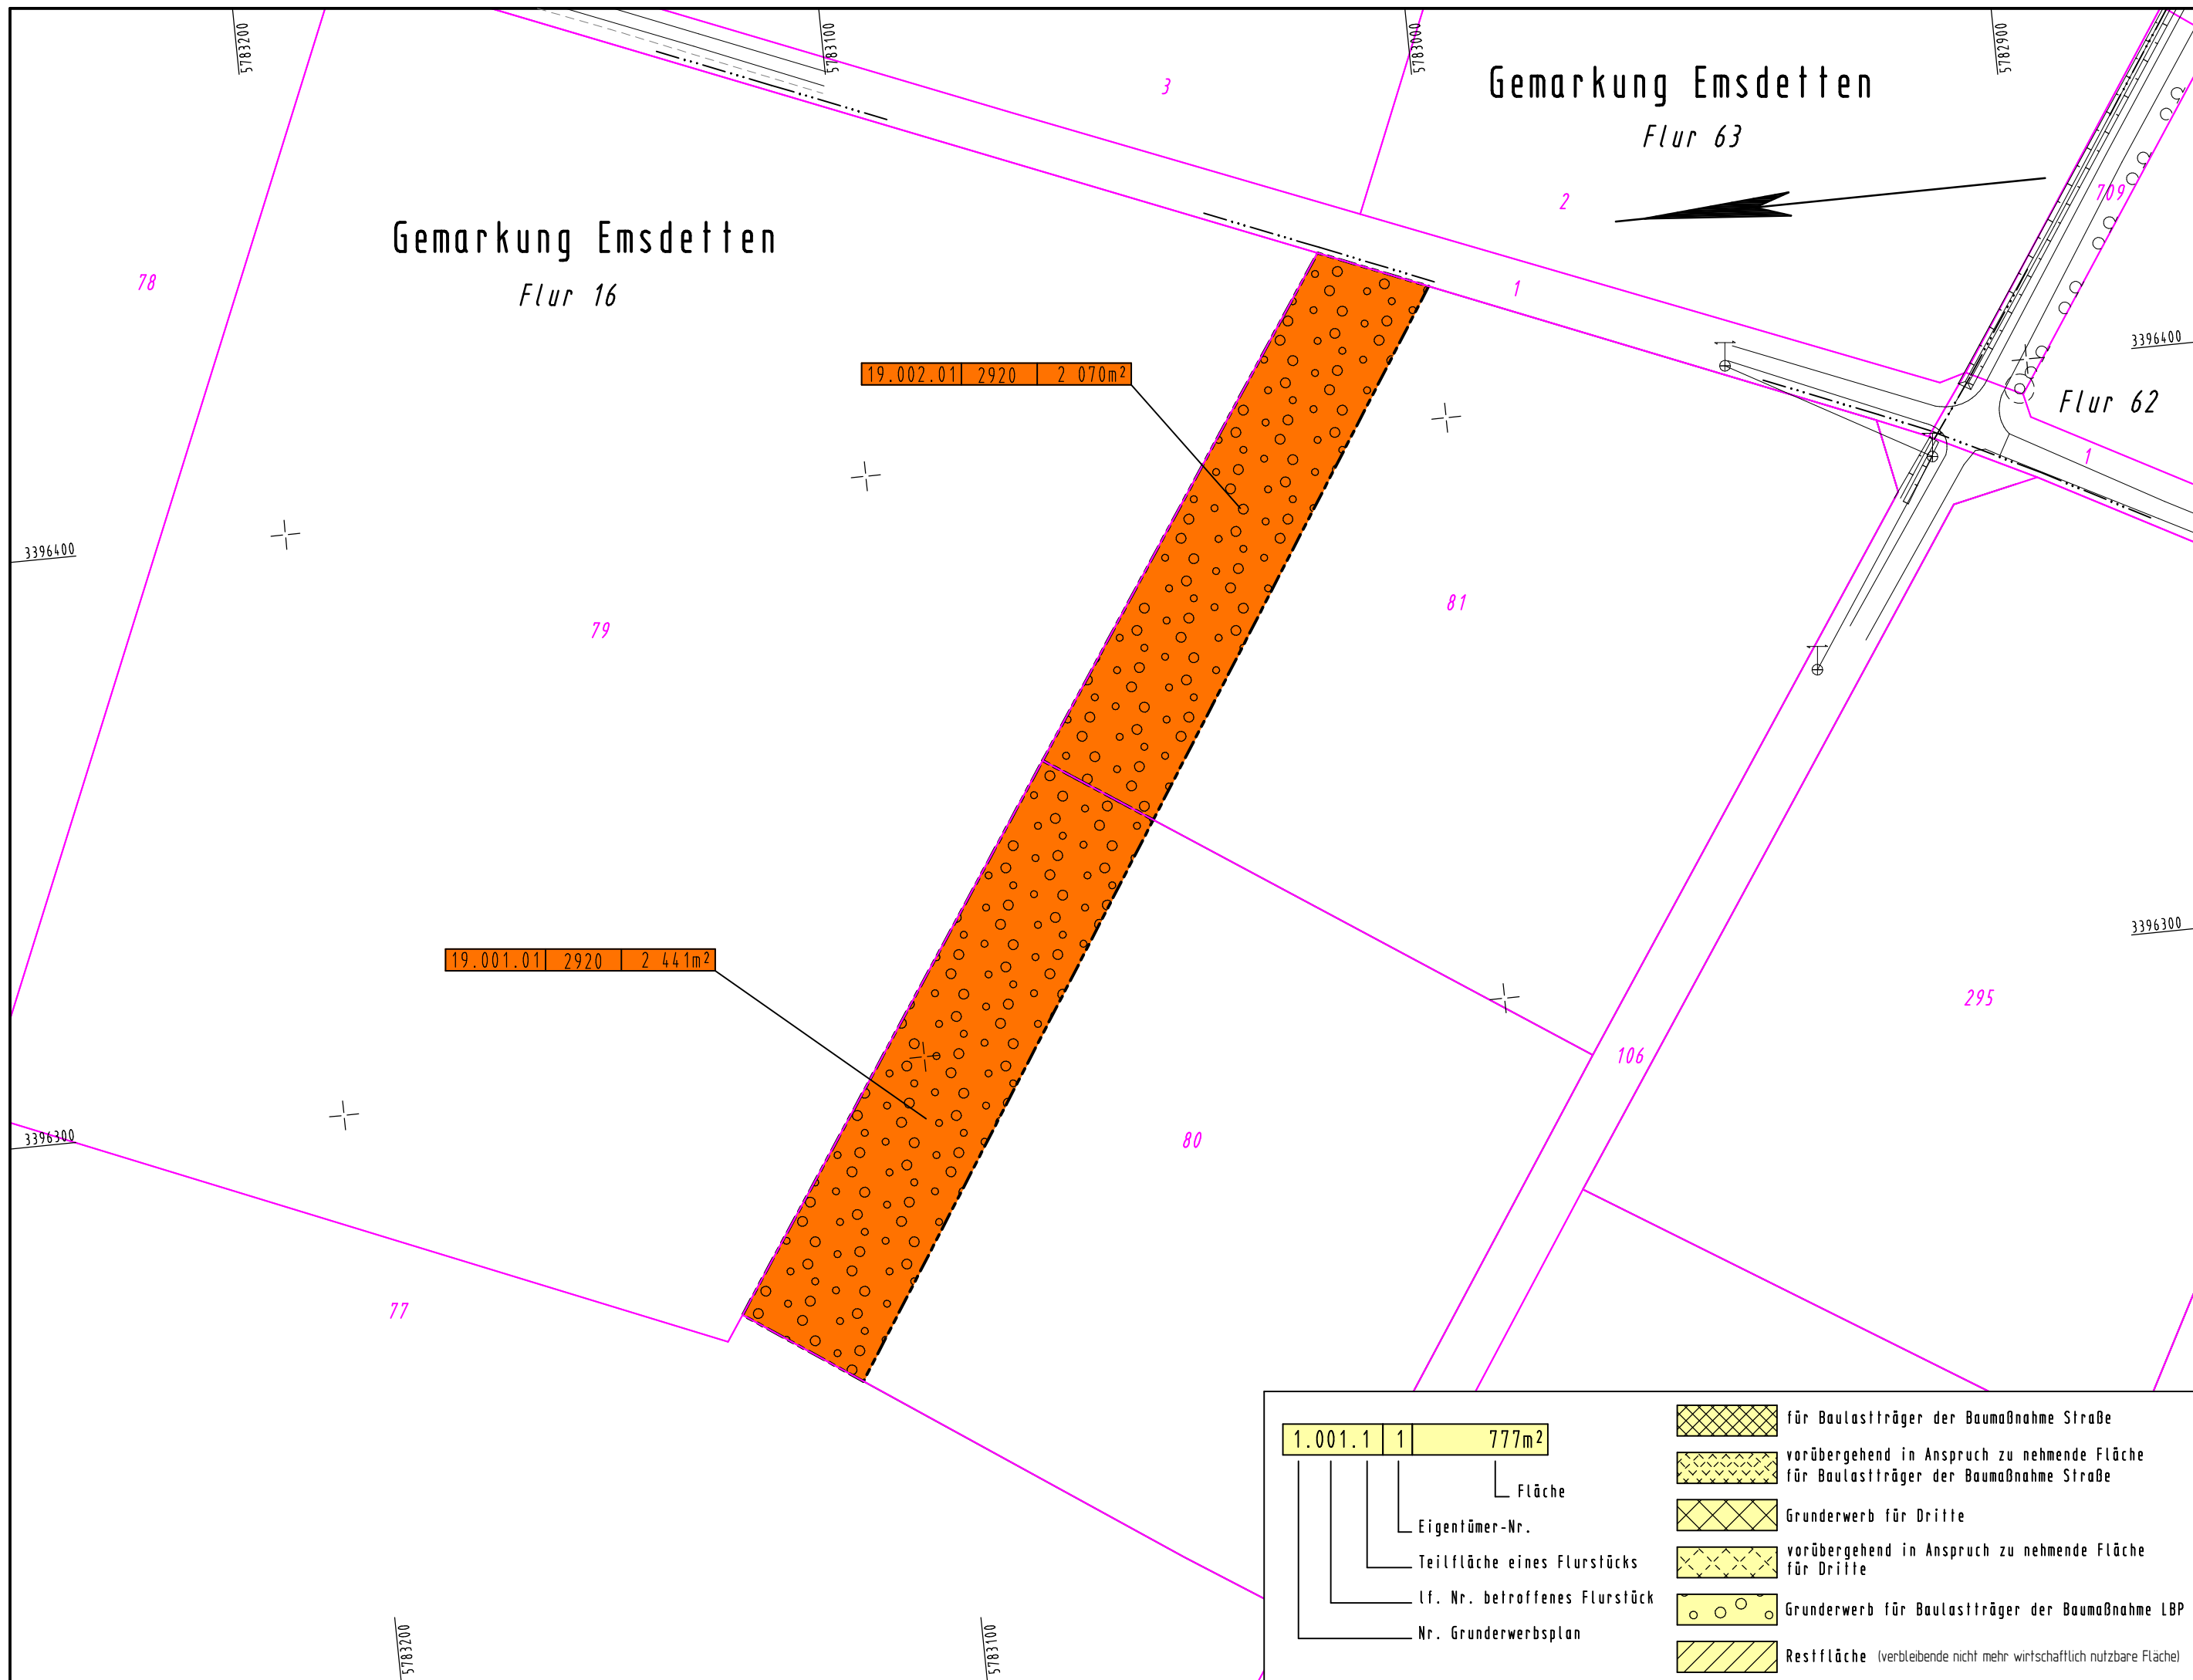 5783200
5783100
5783000
5782900
3
Gemarkung Emsdetten
Flur 63
2
709
Gemarkung Emsdetten
Flur 16
78
1
3396400
19.002.01 2920 2 070m²
Flur 62
1
3396400
79
81
3396300
19.001.01 2920 2 441m²
295
106
3396300
80
77
1.001.1 1 777m²
Fläche
Eigentümer-Nr.
Teilfläche eines Flurstücks
lf. Nr. betroffenes Flurstück
Nr. Grunderwerbsplan
für Baulastträger der Baumaßnahme Straße
vorübergehend in Anspruch zu nehmende Fläche
für Baulastträger der Baumaßnahme Straße
Grunderwerb für Dritte
vorübergehend in Anspruch zu nehmende Fläche
für Dritte
Grunderwerb für Baulastträger der Baumaßnahme LBP
Restfläche (verbleibende nicht mehr wirtschaftlich nutzbare Fläche)
5783200
5783100